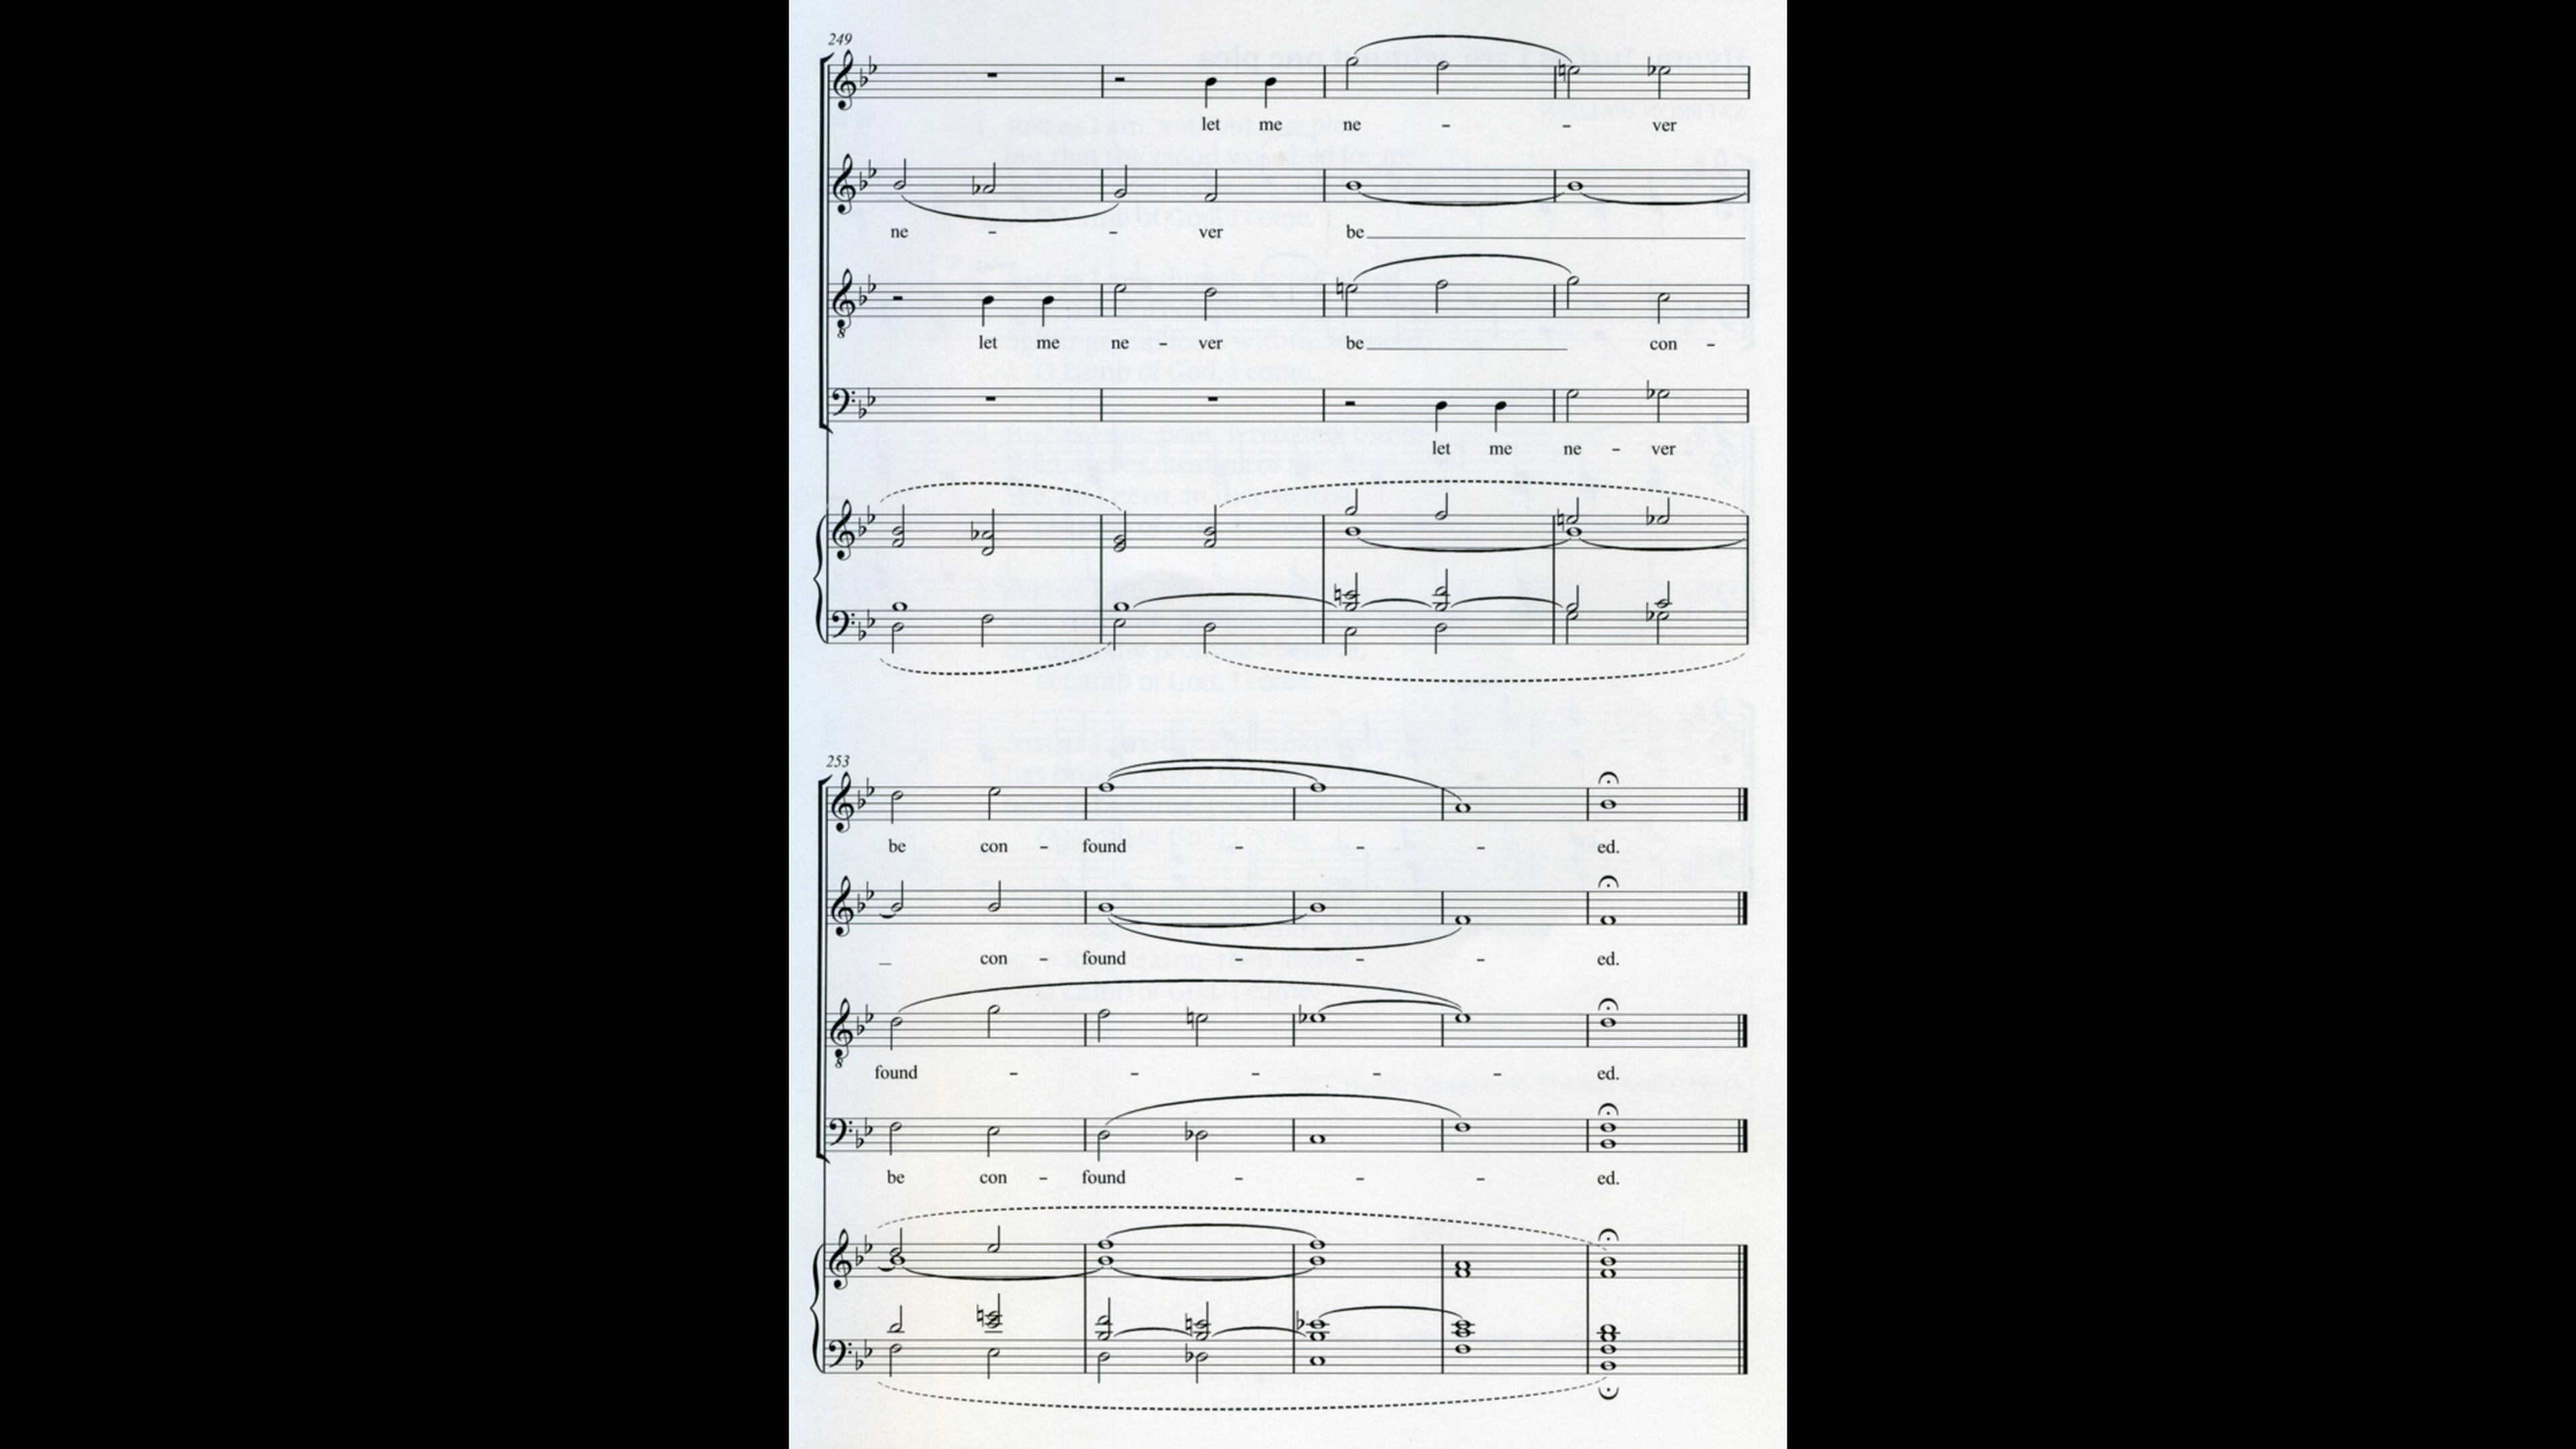 249
let me ne - - ver
ne - - ver be
let me ne - ver be con -
let me ne - ver
253
be con - found - - - ed.
con - found - - - ed.
found - - - - - ed.
be con - found - - - ed.